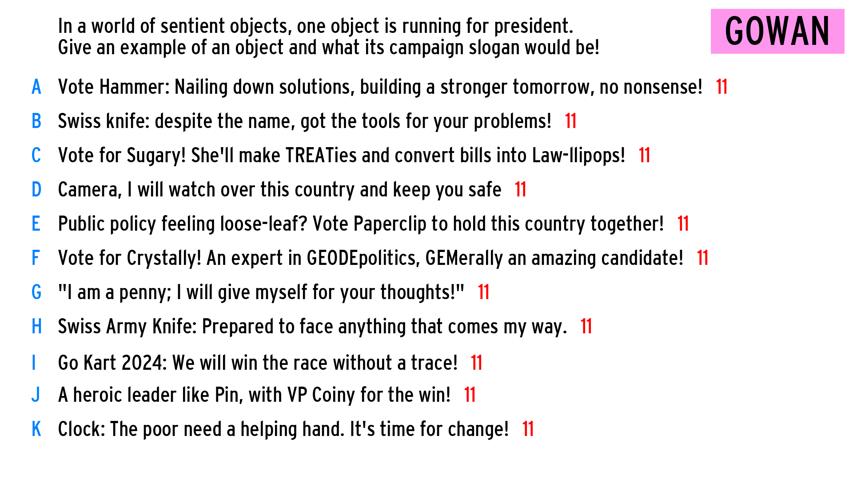 In a world of sentient objects, one object is running for president.
Give an example of an object and what its campaign slogan would be!
GOWAN
A Vote Hammer: Nailing down solutions, building a stronger tomorrow, no nonsense! 11
B Swiss knife: despite the name, got the tools for your problems! 11
C Vote for Sugary! She'll make TREATies and convert bills into Law-llipops! 11
D Camera, I will watch over this country and keep you safe 11
E Public policy feeling loose-leaf? Vote Paperclip to hold this country together! 11
F Vote for Crystally! An expert in GEODEpolitics, GEMerally an amazing candidate! 11
G "I am a penny; I will give myself for your thoughts!" 11
H Swiss Army Knife: Prepared to face anything that comes my way. 11
I Go Kart 2024: We will win the race without a trace! 11
J A heroic leader like Pin, with VP Coiny for the win! 11
K Clock: The poor need a helping hand. It's time for change! 11